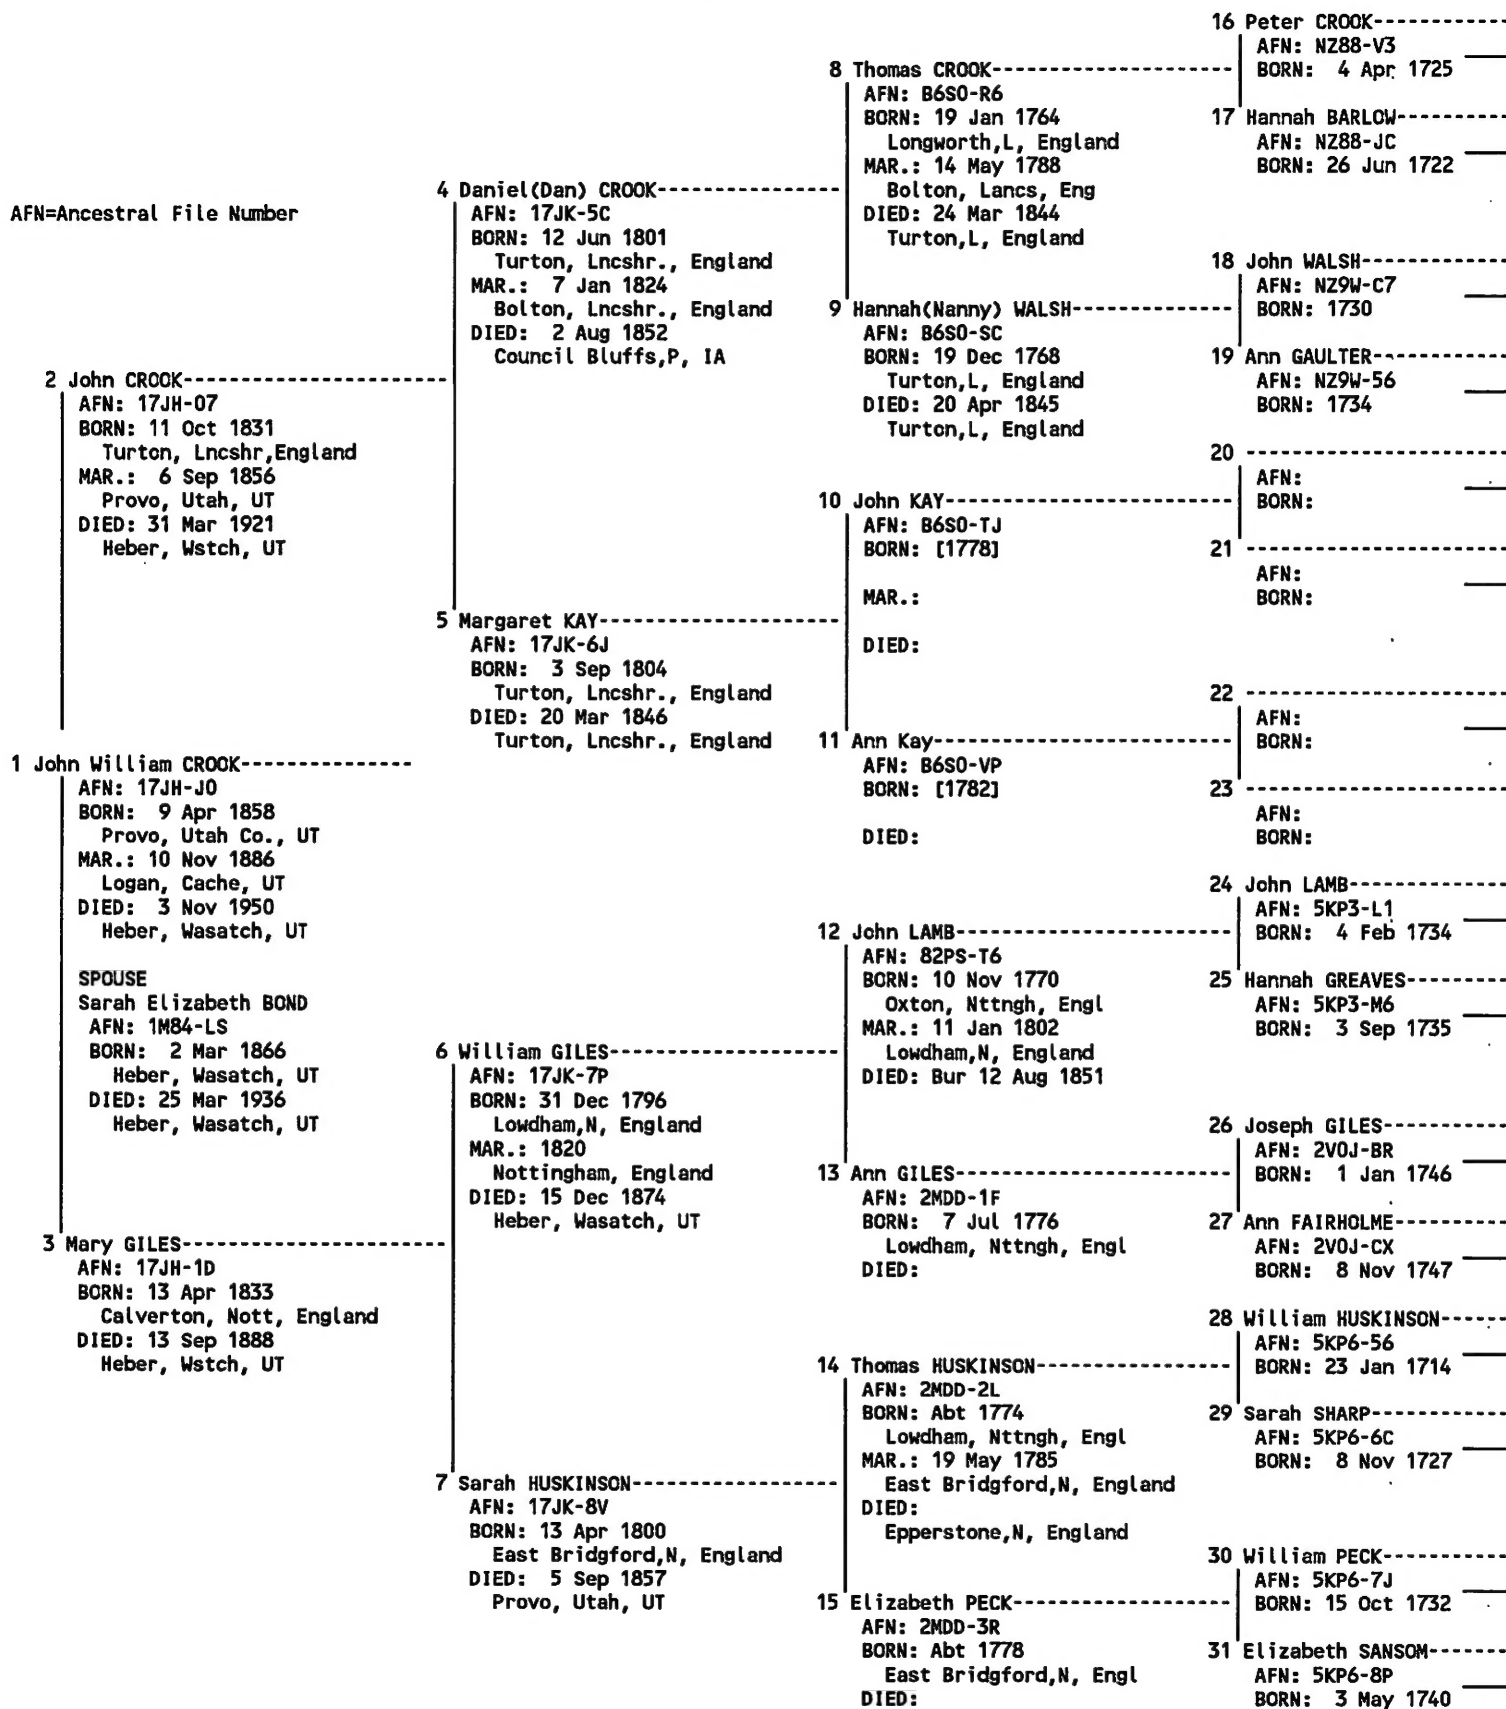 AFN=Ancestral File Number
1 John William CROOK--------------
AFN: 17JH-J0
BORN:  9 Apr 1858
Provo, Utah Co., UT
MAR.: 10 Nov 1886
Logan, Cache, UT
DIED:  3 Nov 1950
Heber, Wasatch, UT
SPOUSE
Sarah Elizabeth BOND
AFN: 1M84-LS
BORN:  2 Mar 1866
Heber, Wasatch, UT
DIED: 25 Mar 1936
Heber, Wasatch, UT
2 John CROOK----------------------
AFN: 17JH-07
BORN: 11 Oct 1831
Turton, Lncshr,England
MAR.:  6 Sep 1856
Provo, Utah, UT
DIED: 31 Mar 1921
Heber, Wstch, UT
3 Mary GILES----------------------
AFN: 17JH-1D
BORN: 13 Apr 1833
Calverton, Nott, England
DIED: 13 Sep 1888
Heber, Wstch, UT
4 Daniel(Dan) CROOK---------------
AFN: 17JK-5C
BORN: 12 Jun 1801
Turton, Lncshr., England
MAR.:  7 Jan 1824
Bolton, Lncshr., England
DIED:  2 Aug 1852
Council Bluffs,P, IA
5 Margaret KAY------------------
AFN: 17JK-6J
BORN:  3 Sep 1804
Turton, Lncshr., England
DIED: 20 Mar 1846
Turton, Lncshr., England
6 William GILES-------------------
AFN: 17JK-7P
BORN: 31 Dec 1796
Lowdham,N, England
MAR.: 1820
Nottingham, England
DIED: 15 Dec 1874
Heber, Wasatch, UT
7 Sarah HUSKINSON-----------------
AFN: 17JK-8V
BORN: 13 Apr 1800
East Bridgford,N, England
DIED:  5 Sep 1857
Provo, Utah, UT
8 Thomas CROOK--------------------
AFN: B6S0-R6
BORN: 19 Jan 1764
Longworth,L, England
MAR.: 14 May 1788
Bolton, Lancs, Eng
DIED: 24 Mar 1844
Turton,L, England
9 Hannah(Nanny) WALSH-------------
AFN: B6S0-SC
BORN: 19 Dec 1768
Turton,L, England
DIED: 20 Apr 1845
Turton,L, England
10 John KAY------------------------
AFN: B6S0-TJ
BORN: [1778]
MAR.:
DIED:
11 Ann Kay---------------------
AFN: B6S0-VP
BORN: [1782]
DIED:
12 John LAMB-----------------------
AFN: 82PS-T6
BORN: 10 Nov 1770
Oxton, Nttngh, Engl
MAR.: 11 Jan 1802
Lowdham,N, England
DIED: Bur 12 Aug 1851
13 Ann GILES-----------------------
AFN: 2MDD-1F
BORN:  7 Jul 1776
Lowdham, Nttngh, Engl
DIED:
14 Thomas HUSKINSON----------------
AFN: 2MDD-2L
BORN: Abt 1774
Lowdham, Nttngh, Engl
MAR.: 19 May 1785
East Bridgford,N, England
DIED:
Epperstone,N, England
15 Elizabeth PECK------------------
AFN: 2MDD-3R
BORN: Abt 1778
East Bridgford,N, Engl
DIED:
16 Peter CROOK-----------
AFN: NZ88-V3
BORN:  4 Apr 1725
17 Hannah BARLOW---------
AFN: NZ88-JC
BORN: 26 Jun 1722
18 John WALSH------------
AFN: NZ9W-C7
BORN: 1730
19 Ann GAULTER-----------
AFN: NZ9W-56
BORN: 1734
20 ----------------------
AFN:
BORN:
21 ----------------------
AFN:
BORN:
22 ----------------------
AFN:
BORN:
23 ----------------------
AFN:
BORN:
24 John LAMB-------------
AFN: 5KP3-L1
BORN:  4 Feb 1734
25 Hannah GREAVES--------
AFN: 5KP3-M6
BORN:  3 Sep 1735
26 Joseph GILES----------
AFN: 2V0J-BR
BORN:  1 Jan 1746
27 Ann FAIRHOLME---------
AFN: 2V0J-CX
BORN:  8 Nov 1747
28 William HUSKINSON-----
AFN: 5KP6-56
BORN: 23 Jan 1714
29 Sarah SHARP-----------
AFN: 5KP6-6C
BORN:  8 Nov 1727
30 William PECK----------
AFN: 5KP6-7J
BORN: 15 Oct 1732
31 Elizabeth SANSOM------
AFN: 5KP6-8P
BORN:  3 May 1740